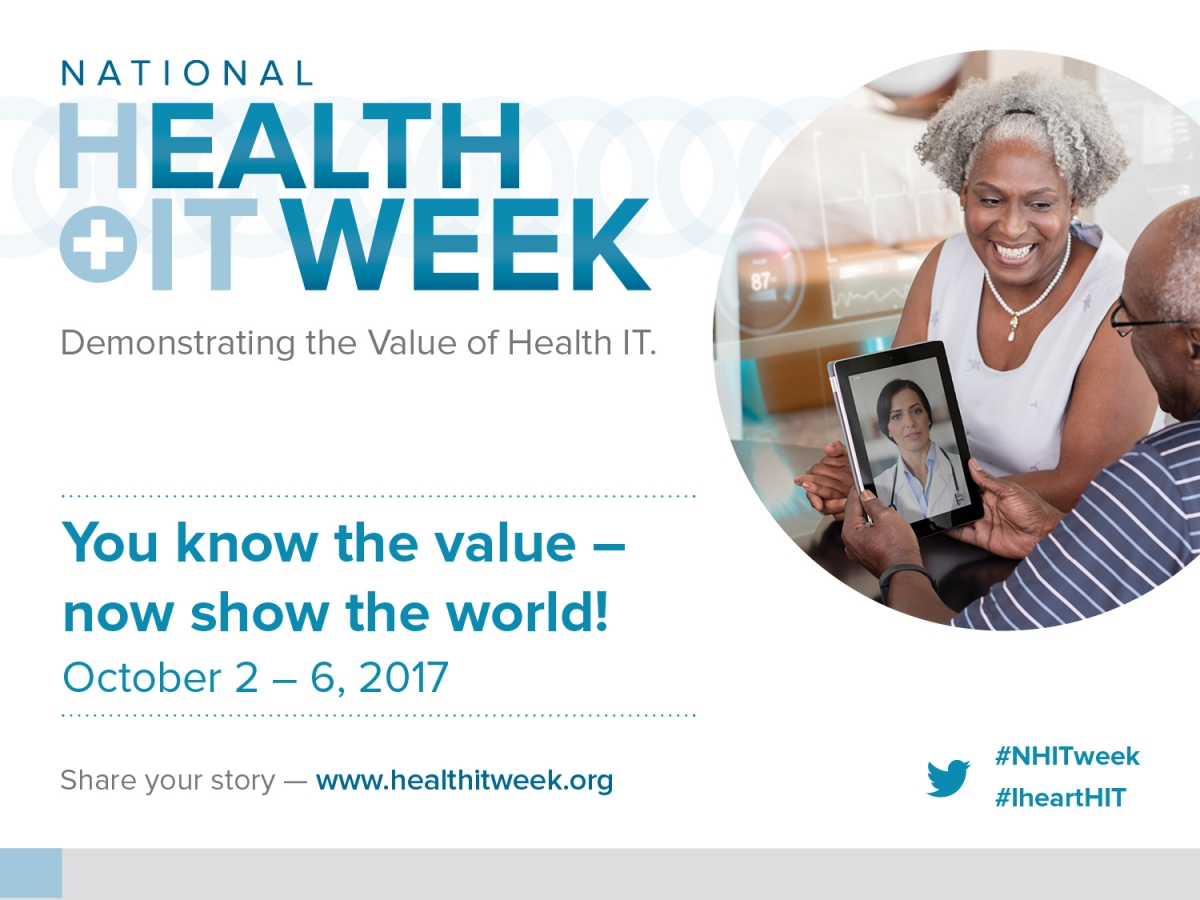 NATIONAL
HEALTH
IT WEEK
Demonstrating the Value of Health IT.
You know the value –
now show the world!
October 2 – 6, 2017
Share your story — www.healthitweek.org
#NHITweek
#IheartHIT
87